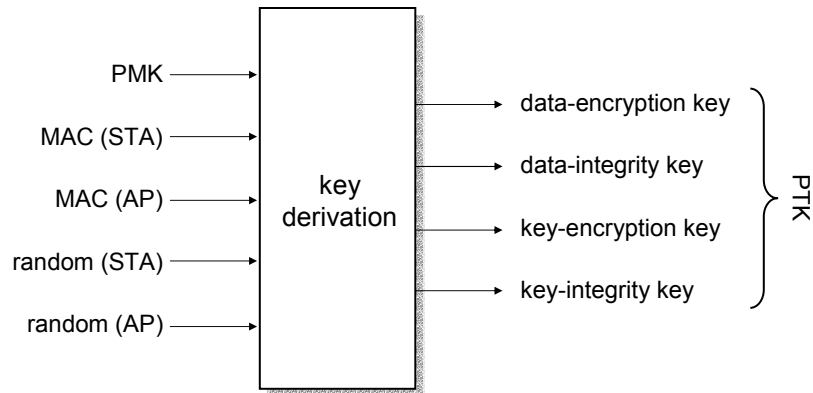 PMK
MAC (STA)
MAC (AP)
random (STA)
random (AP)
key
derivation
data-encryption key
data-integrity key
key-encryption key
key-integrity key
PTK